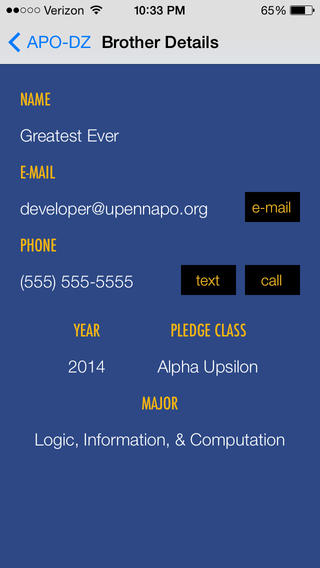 Verizon 10:33 PM 65%
APO-DZ Brother Details
NAME
Greatest Ever
E-MAIL
developer@upennapo.org e-mail
PHONE
(555) 555-5555 text call
YEAR PLEDGE CLASS
2014 Alpha Upsilon
MAJOR
Logic, Information, & Computation